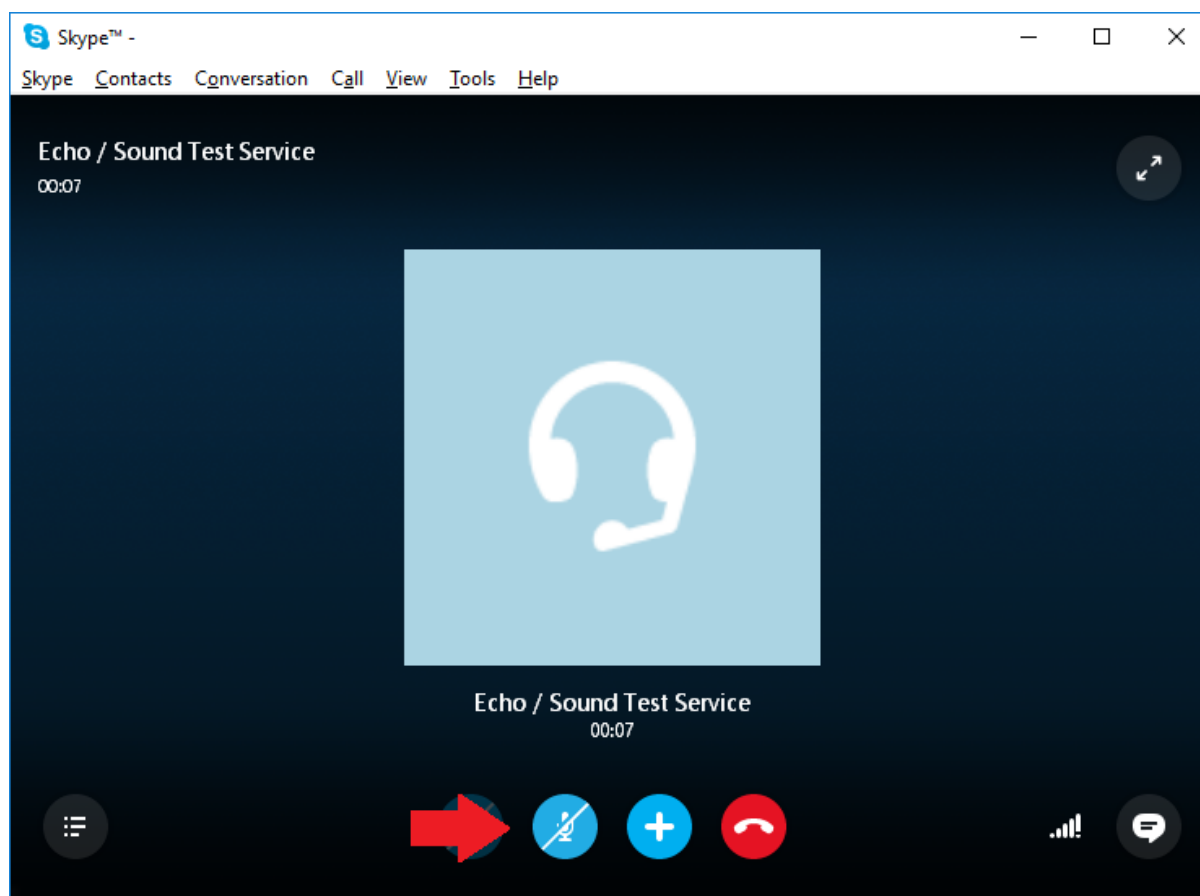 Skype™ -
Skype Contacts Conversation Call View Tools Help
Echo / Sound Test Service
00:07
Echo / Sound Test Service
00:07